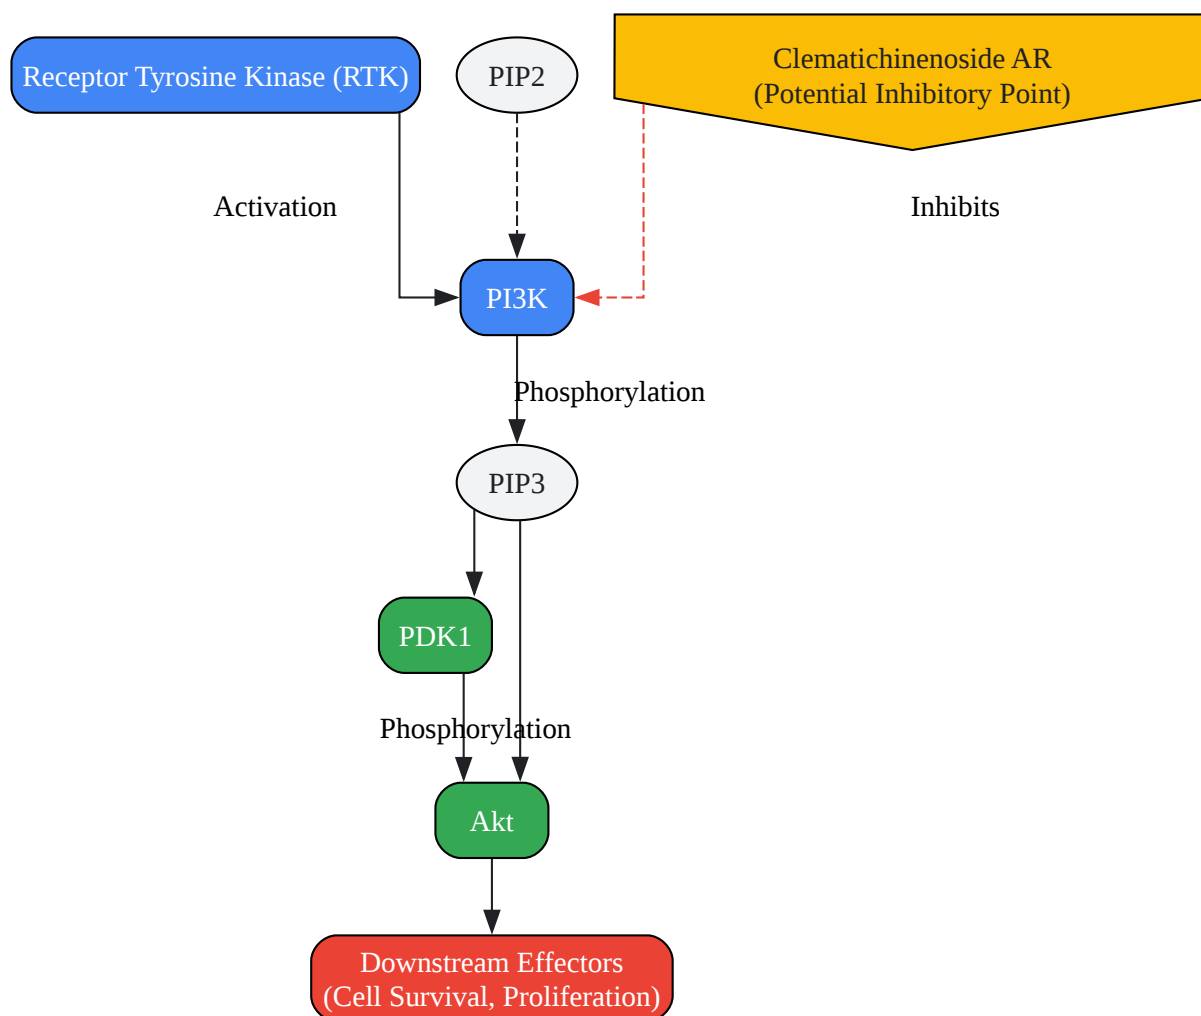 Receptor Tyrosine Kinase (RTK)
PIP2
Clematichinenoside AR
(Potential Inhibitory Point)
Activation
Inhibits
PI3K
Phosphorylation
PIP3
PDK1
Phosphorylation
Akt
Downstream Effectors
(Cell Survival, Proliferation)